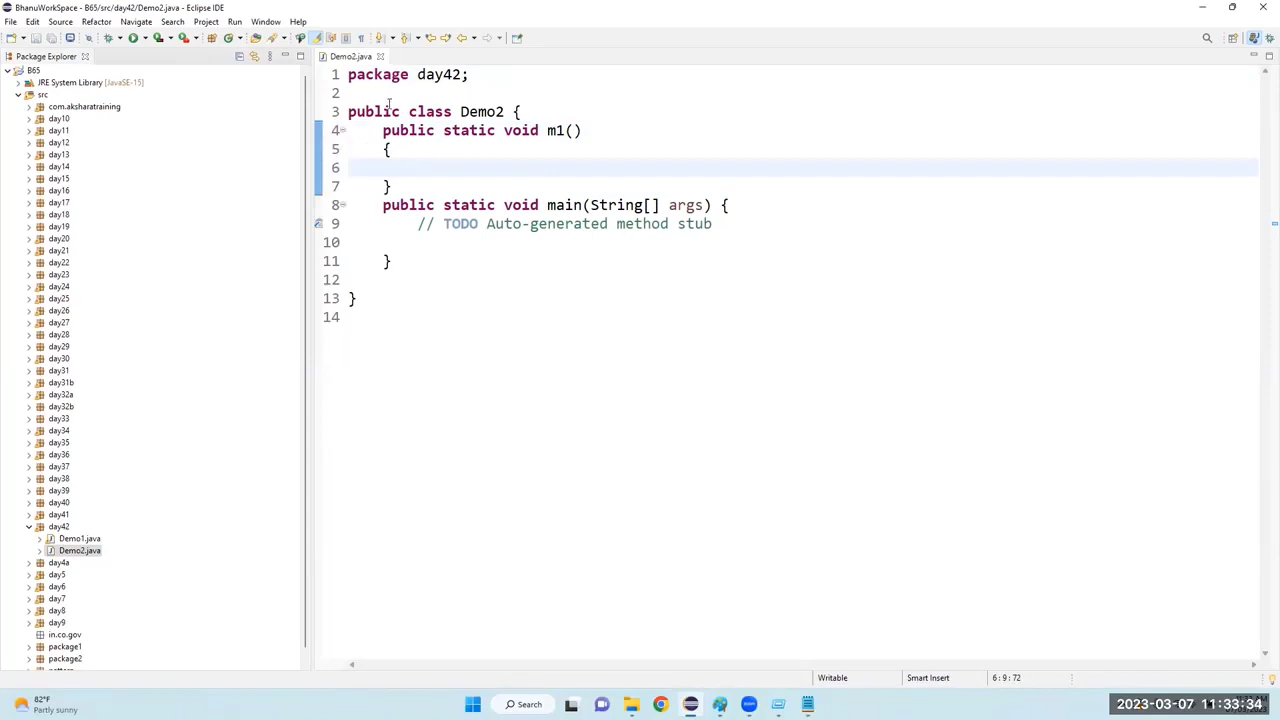 BhanuWorkSpace - B65/src/day42/Demo2.java - Eclipse IDE
File Edit Source Refactor Navigate Search Project Run Window Help
Package Explorer
B65
JRE System Library [JavaSE-15]
src
com.aksharatraining
day10
day11
day12
day13
day14
day15
day16
day17
day18
day19
day20
day21
day22
day23
day24
day25
day26
day27
day28
day29
day30
day31
day31b
day32a
day32b
day33
day34
day35
day36
day37
day38
day39
day40
day41
day42
Demo1.java
Demo2.java
day4a
day5
day6
day7
day8
day9
in.co.gov
package1
package2
Demo2.java
1 package day42;
2
3 public class Demo2 {
4 public static void m1()
5 {
6
7 }
8 public static void main(String[] args) {
9 // TODO Auto-generated method stub
10
11 }
12
13 }
14
Writable Smart Insert 6 : 9 : 72
82°F
Partly sunny
Search
2023-03-07 11:33:34